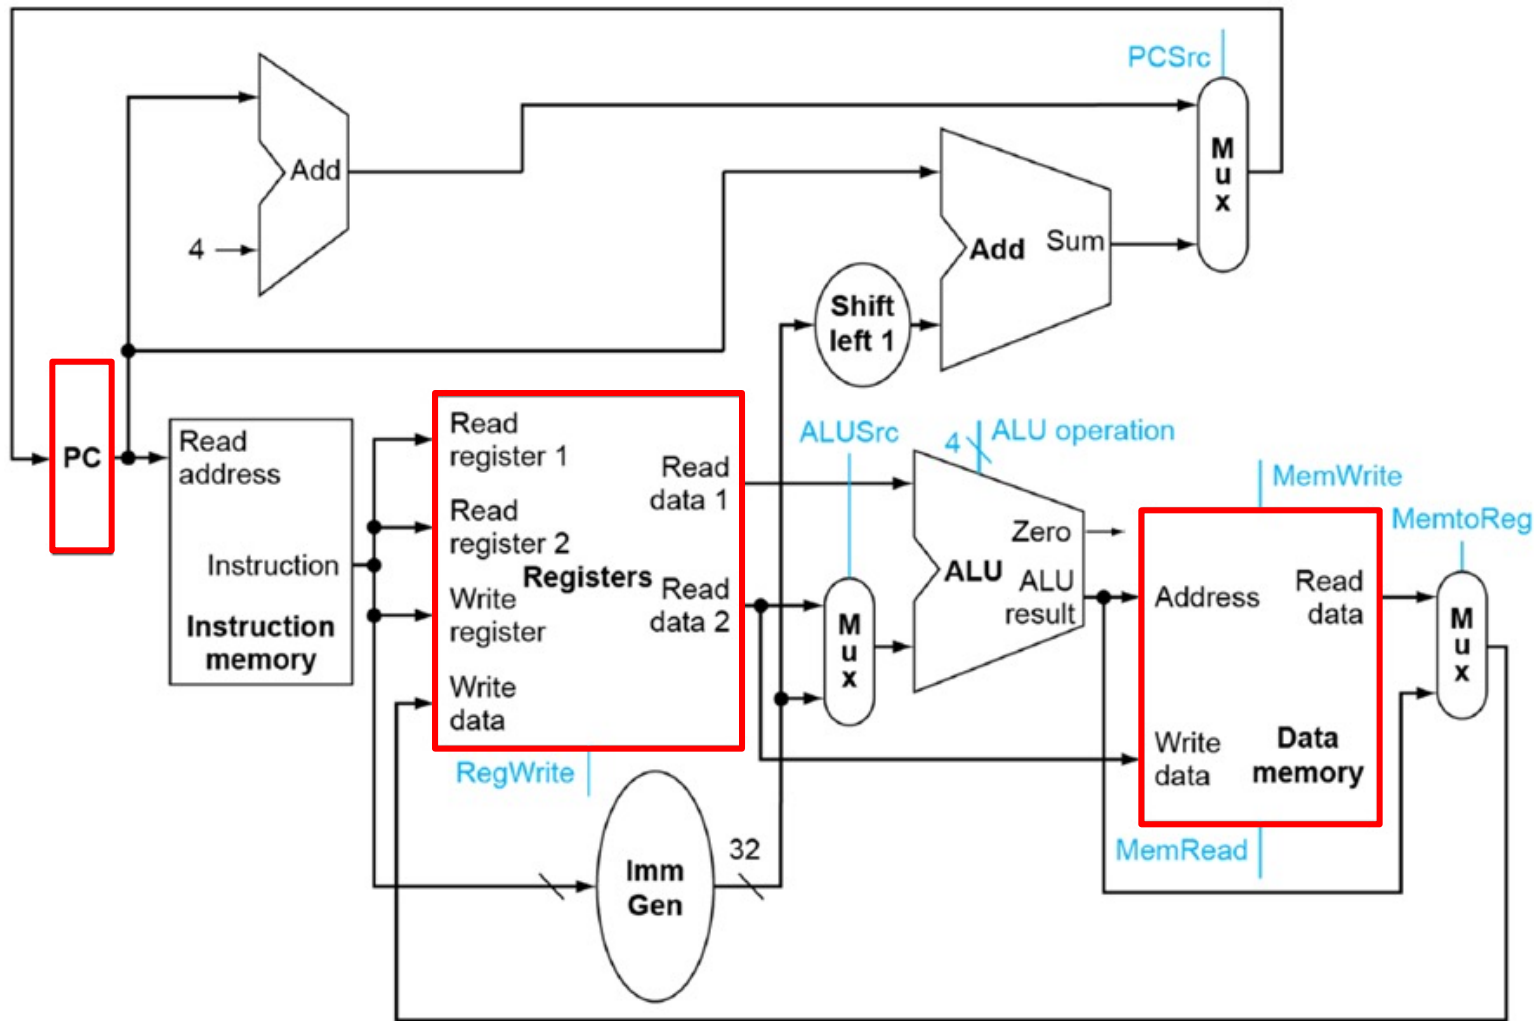 PCSrc
M
u
x
Add
4
Add Sum
Shift
left 1
PC
Read
address
Instruction
Instruction
memory
Read
register 1
Read
register 2
Write
register
Write
data
Registers
Read
data 1
Read
data 2
RegWrite
Imm
Gen
32
ALUSrc
M
u
x
4 ALU operation
Zero
ALU
ALU
result
MemWrite
Address
Read
data
Write
data
Data
memory
MemRead
MemtoReg
M
u
x